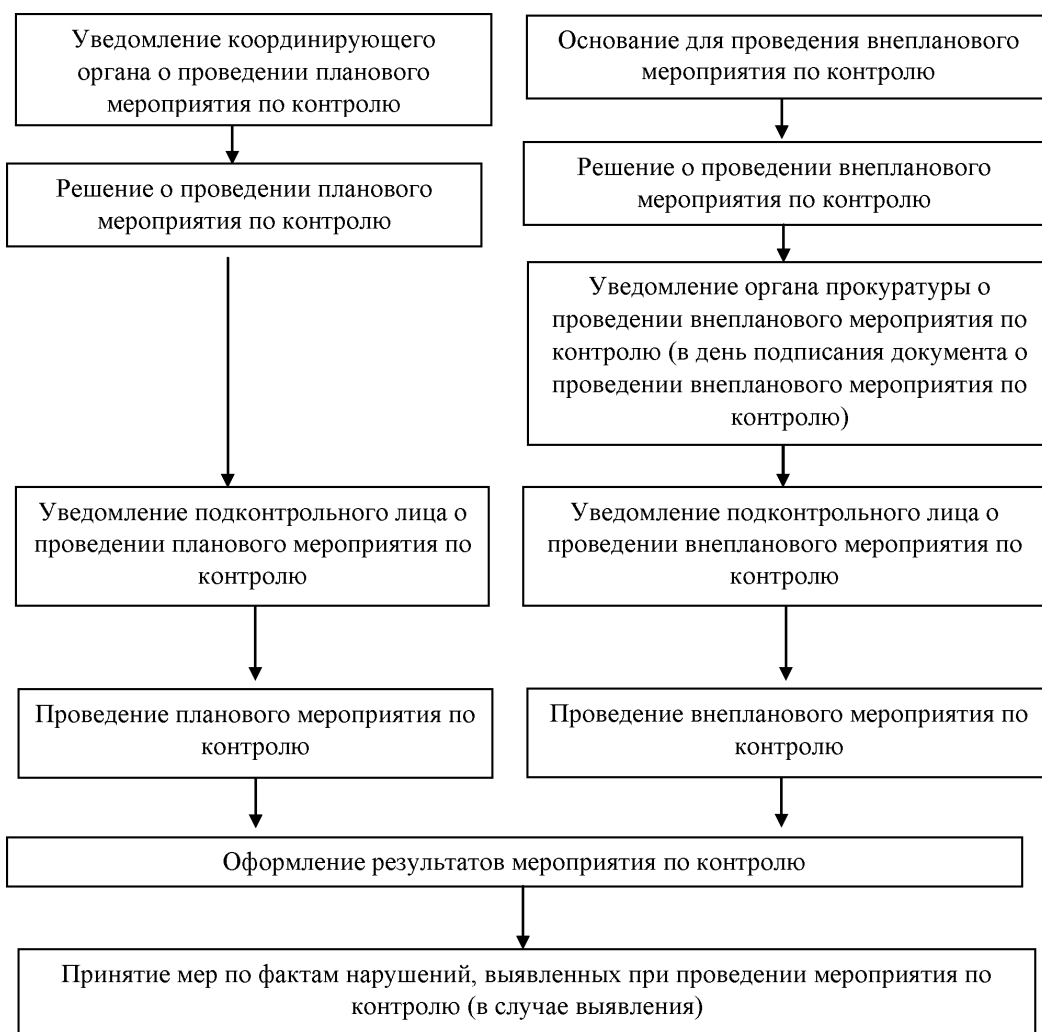 Уведомление координирующего
органа о проведении планового
мероприятия по контролю
Основание для проведения внепланового
мероприятия по контролю
Решение о проведении планового
мероприятия по контролю
Решение о проведении внепланового
мероприятия по контролю
Уведомление органа прокуратуры о
проведении внепланового мероприятия по
контролю (в день подписания документа о
проведении внепланового мероприятия по
контролю)
Уведомление подконтрольного лица о
проведении планового мероприятия по
контролю
Уведомление подконтрольного лица о
проведении внепланового мероприятия по
контролю
Проведение планового мероприятия по
контролю
Проведение внепланового мероприятия по
контролю
Оформление результатов мероприятия по контролю
Принятие мер по фактам нарушений, выявленных при проведении мероприятия по
контролю (в случае выявления)